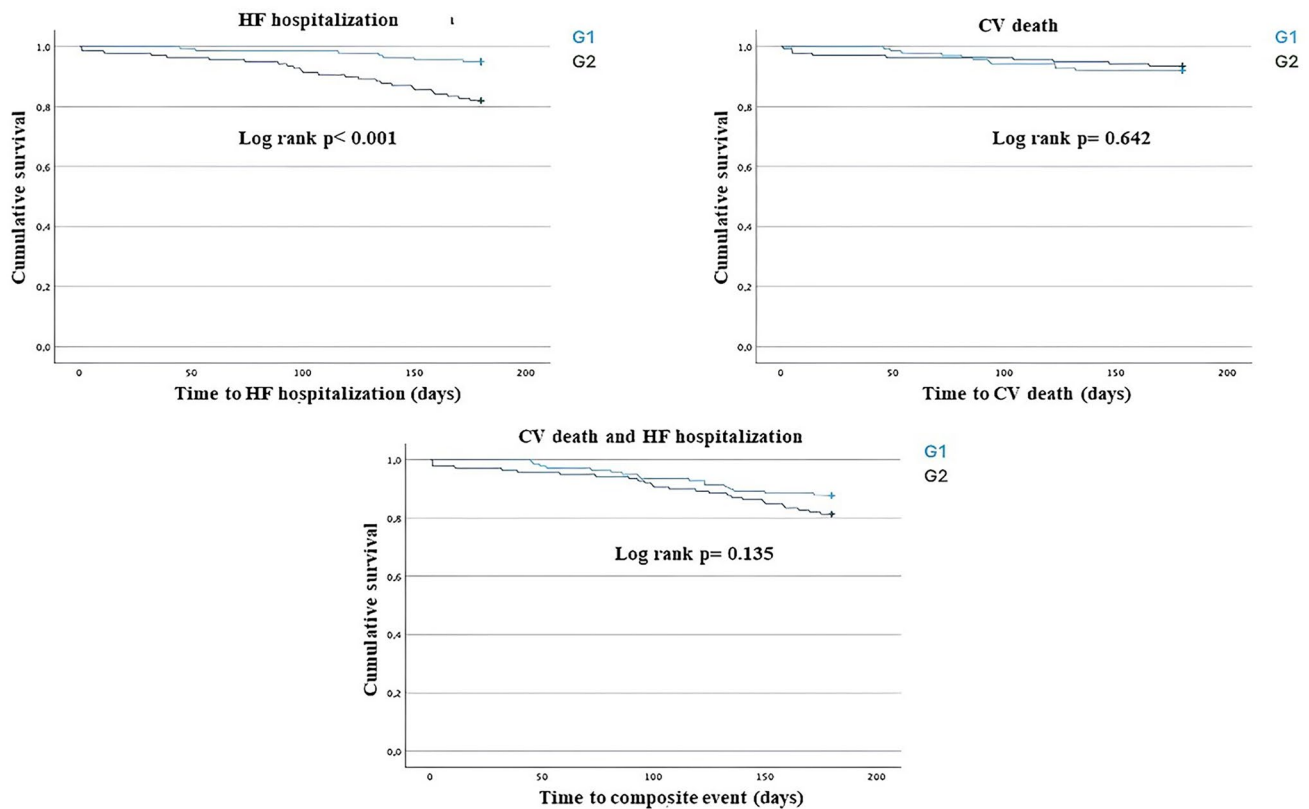 HF hospitalization
G1
G2
1,0
0,8
0,6
0,4
0,2
0,0
Log rank p< 0.001
Cumulative survival
0
50
100
150
200
Time to HF hospitalization (days)
CV death
G1
G2
1,0
0,8
0,6
0,4
0,2
0,0
Log rank p= 0.642
Cumulative survival
0
50
100
150
200
Time to CV death (days)
CV death and HF hospitalization
G1
G2
1,0
0,8
0,6
0,4
0,2
0,0
Log rank p= 0.135
Cumulative survival
0
50
100
150
200
Time to composite event (days)